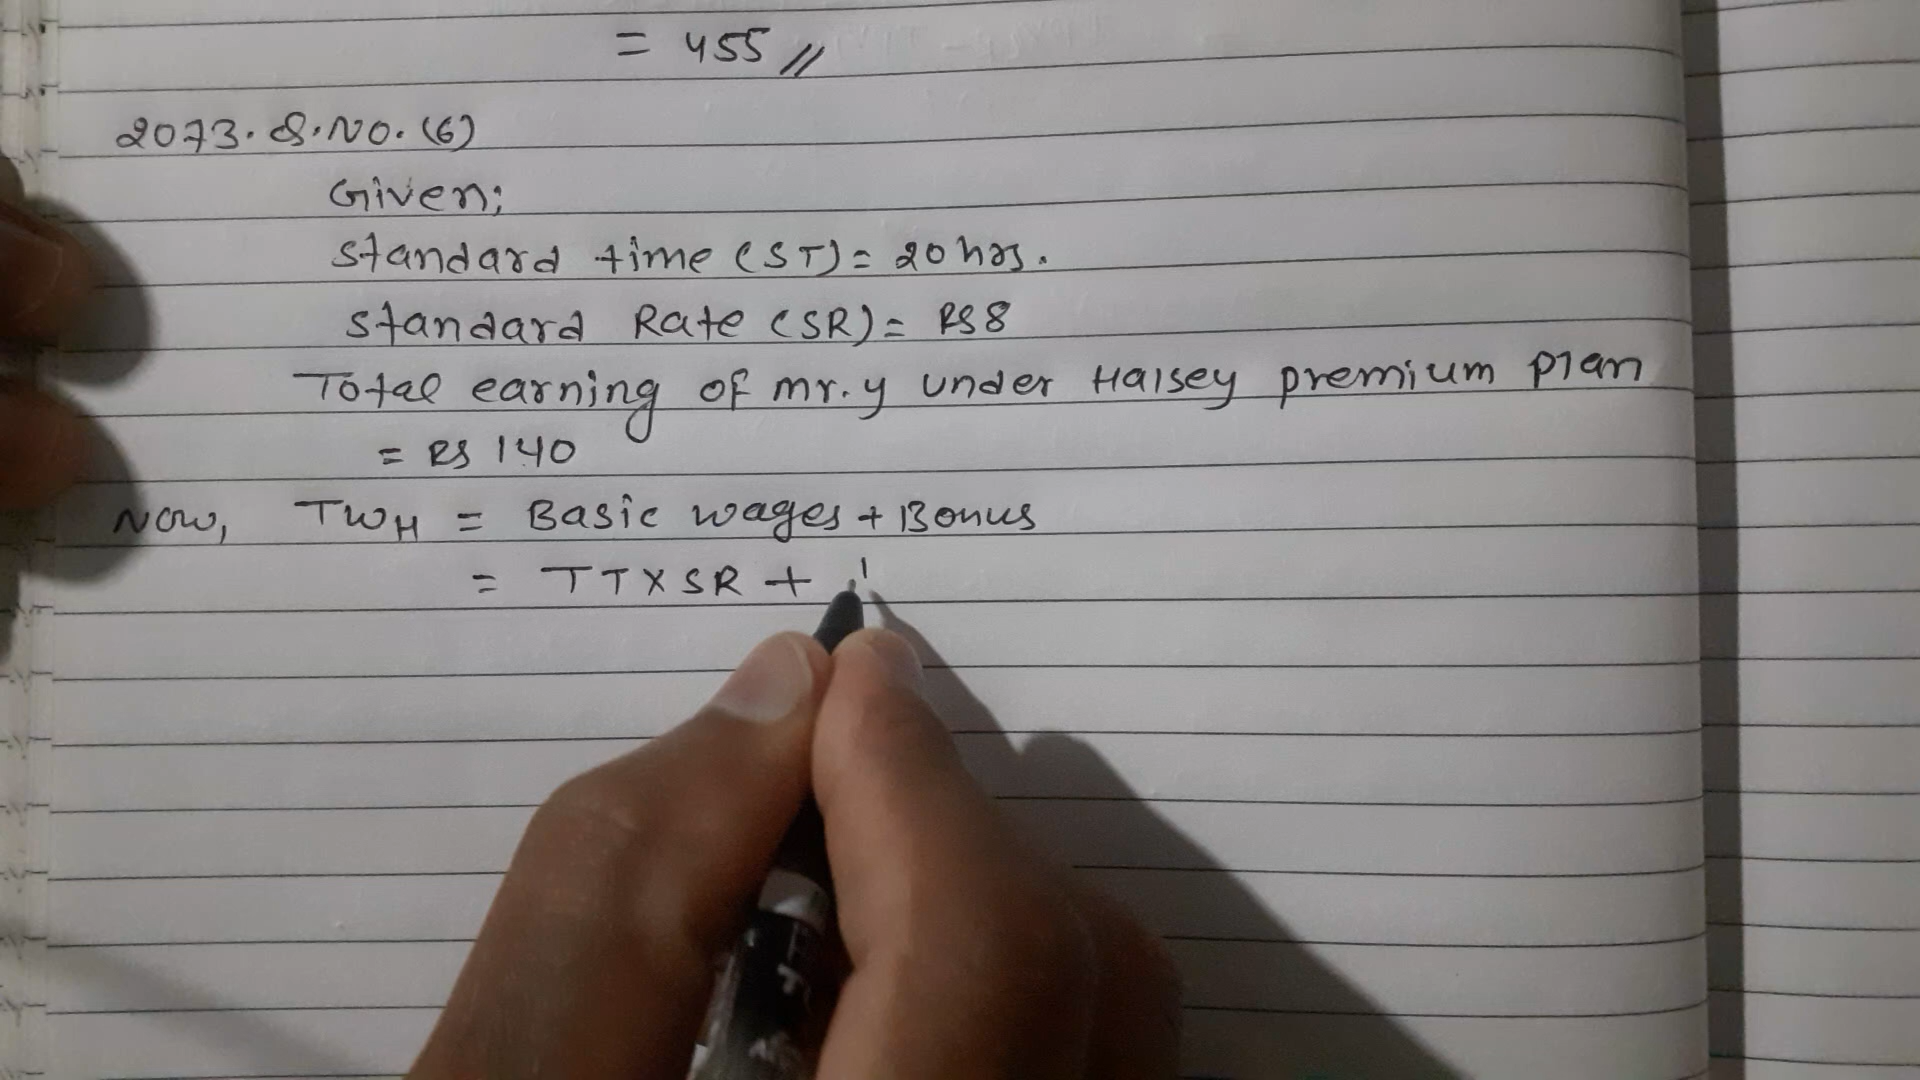 = 455 //
2073. Q.NO. (6)
Given;
standard time (ST) = 20 hrs.
standard Rate (SR) = RS 8
Total earning of mr. y under Halsey premium plan
= RS 140
Now, TWH = Basic wages + Bonus
= TT X SR + 1